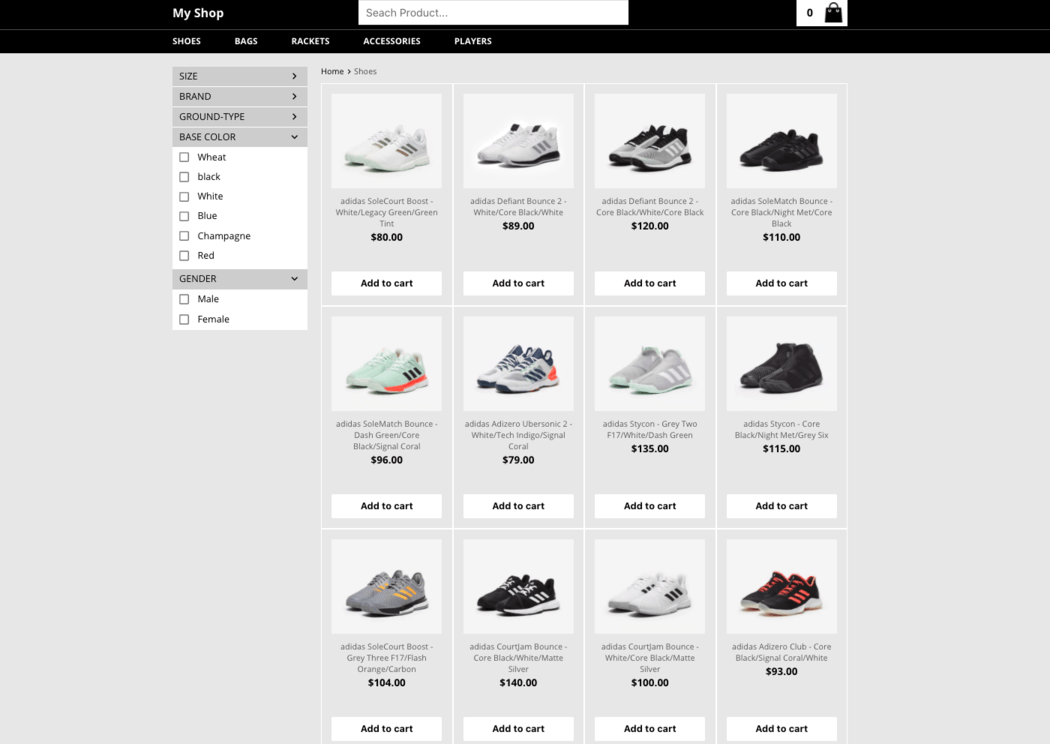 My Shop
Seach Product...
0
SHOES
BAGS
RACKETS
ACCESSORIES
PLAYERS
Home > Shoes
SIZE
BRAND
GROUND-TYPE
BASE COLOR
Wheat
black
White
Blue
Champagne
Red
GENDER
Male
Female
adidas SoleCourt Boost -
White/Legacy Green/Green
Tint
$80.00
Add to cart
adidas Defiant Bounce 2 -
White/Core Black/White
$89.00
Add to cart
adidas Defiant Bounce 2 -
Core Black/White/Core Black
$120.00
Add to cart
adidas SoleMatch Bounce -
Core Black/Night Met/Core
Black
$110.00
Add to cart
adidas SoleMatch Bounce -
Dash Green/Core
Black/Signal Coral
$96.00
Add to cart
adidas Adizero Ubersonic 2 -
White/Tech Indigo/Signal
Coral
$79.00
Add to cart
adidas Stycon - Grey Two
F17/White/Dash Green
$135.00
Add to cart
adidas Stycon - Core
Black/Night Met/Grey Six
$115.00
Add to cart
adidas SoleCourt Boost -
Grey Three F17/Flash
Orange/Carbon
$104.00
Add to cart
adidas CourtJam Bounce -
Core Black/White/Matte
Silver
$140.00
Add to cart
adidas CourtJam Bounce -
White/Core Black/Matte
Silver
$100.00
Add to cart
adidas Adizero Club - Core
Black/Signal Coral/White
$93.00
Add to cart